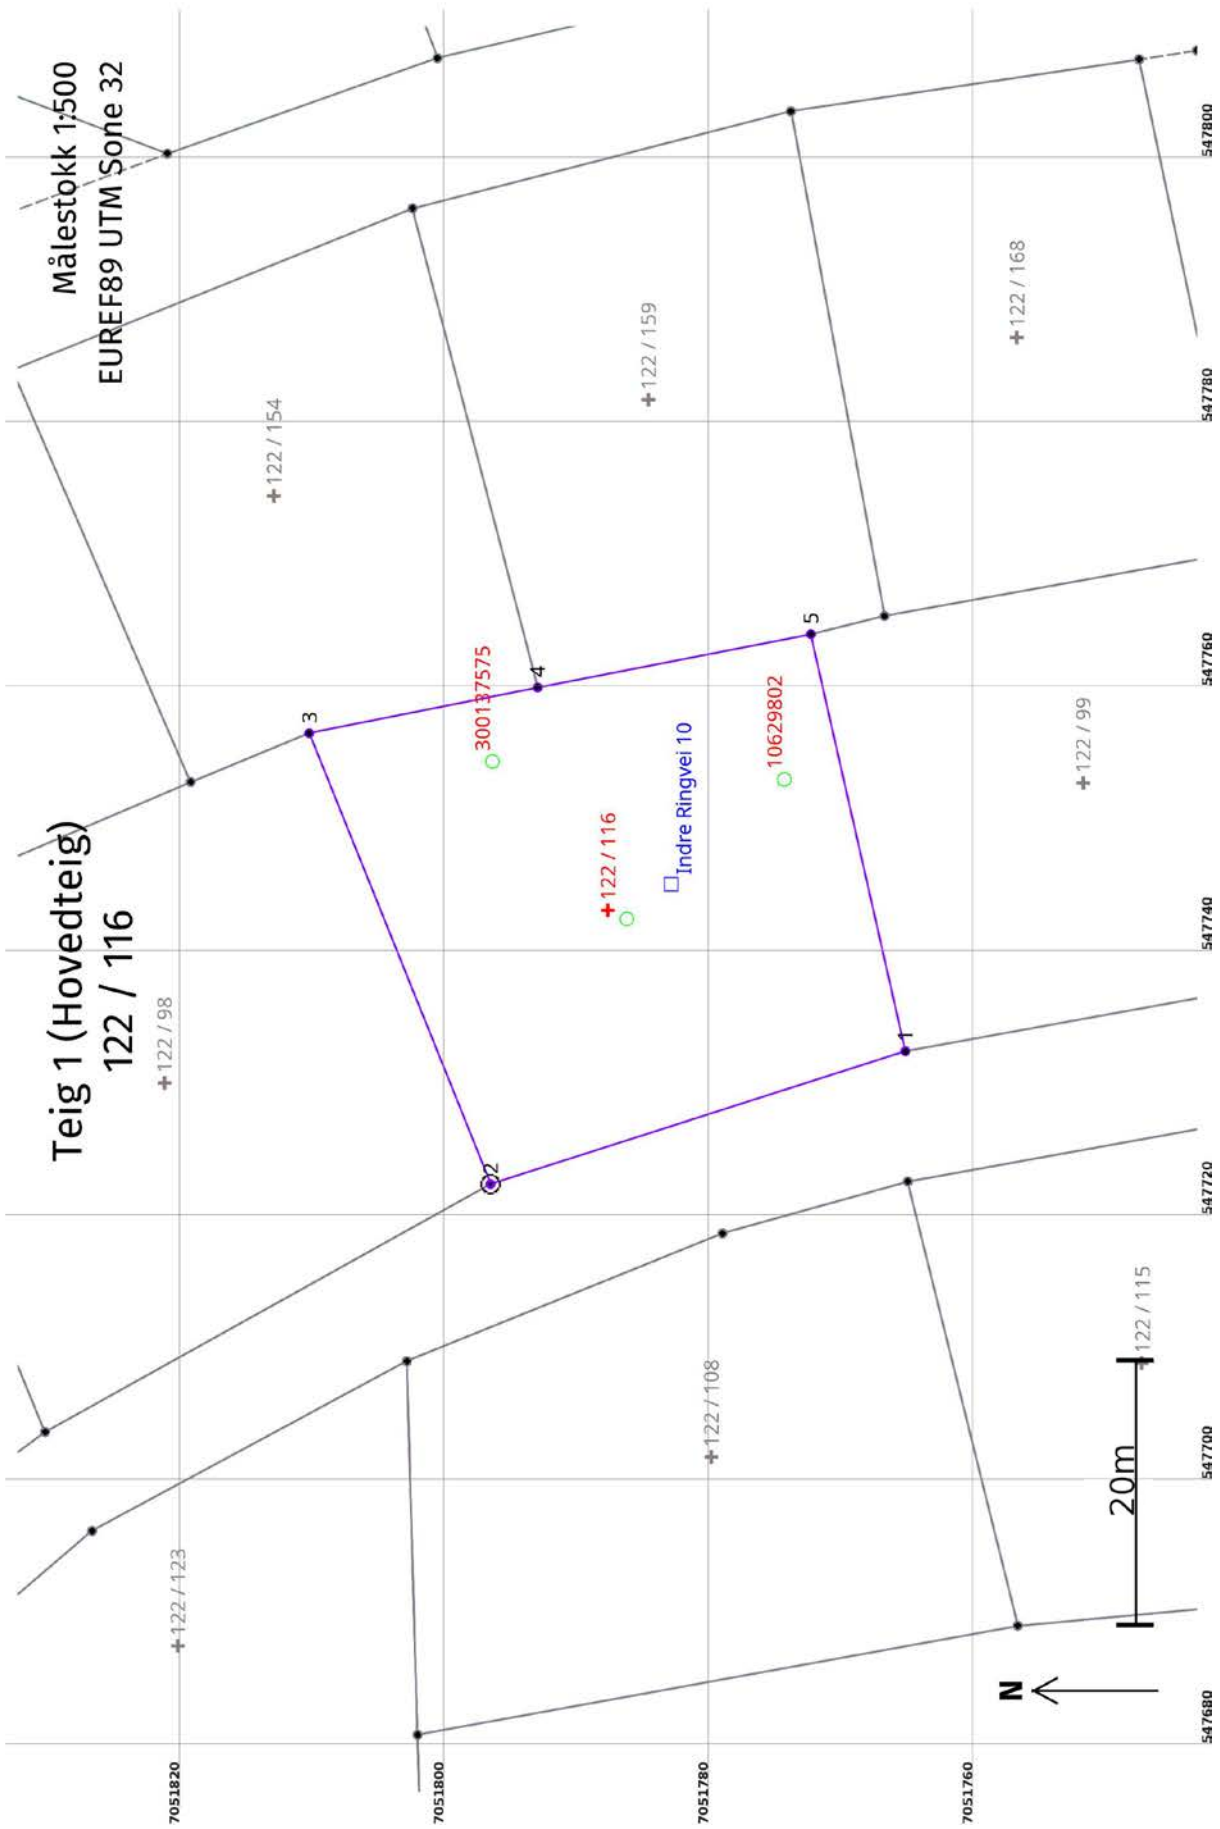 Teig 1 (Hovedteig)
122 / 116
Målestokk 1:500
EUREF89 UTM Sone 32
+122 / 123
+122 / 98
+122 / 154
3
2
300137575
4
+122 / 159
+122 / 116
Indre Ringvei 10
10629802
5
+122 / 108
1
+122 / 168
+122 / 99
+122 / 115
20m
N
7051820
7051800
7051780
7051760
547680
547700
547720
547740
547760
547780
547800